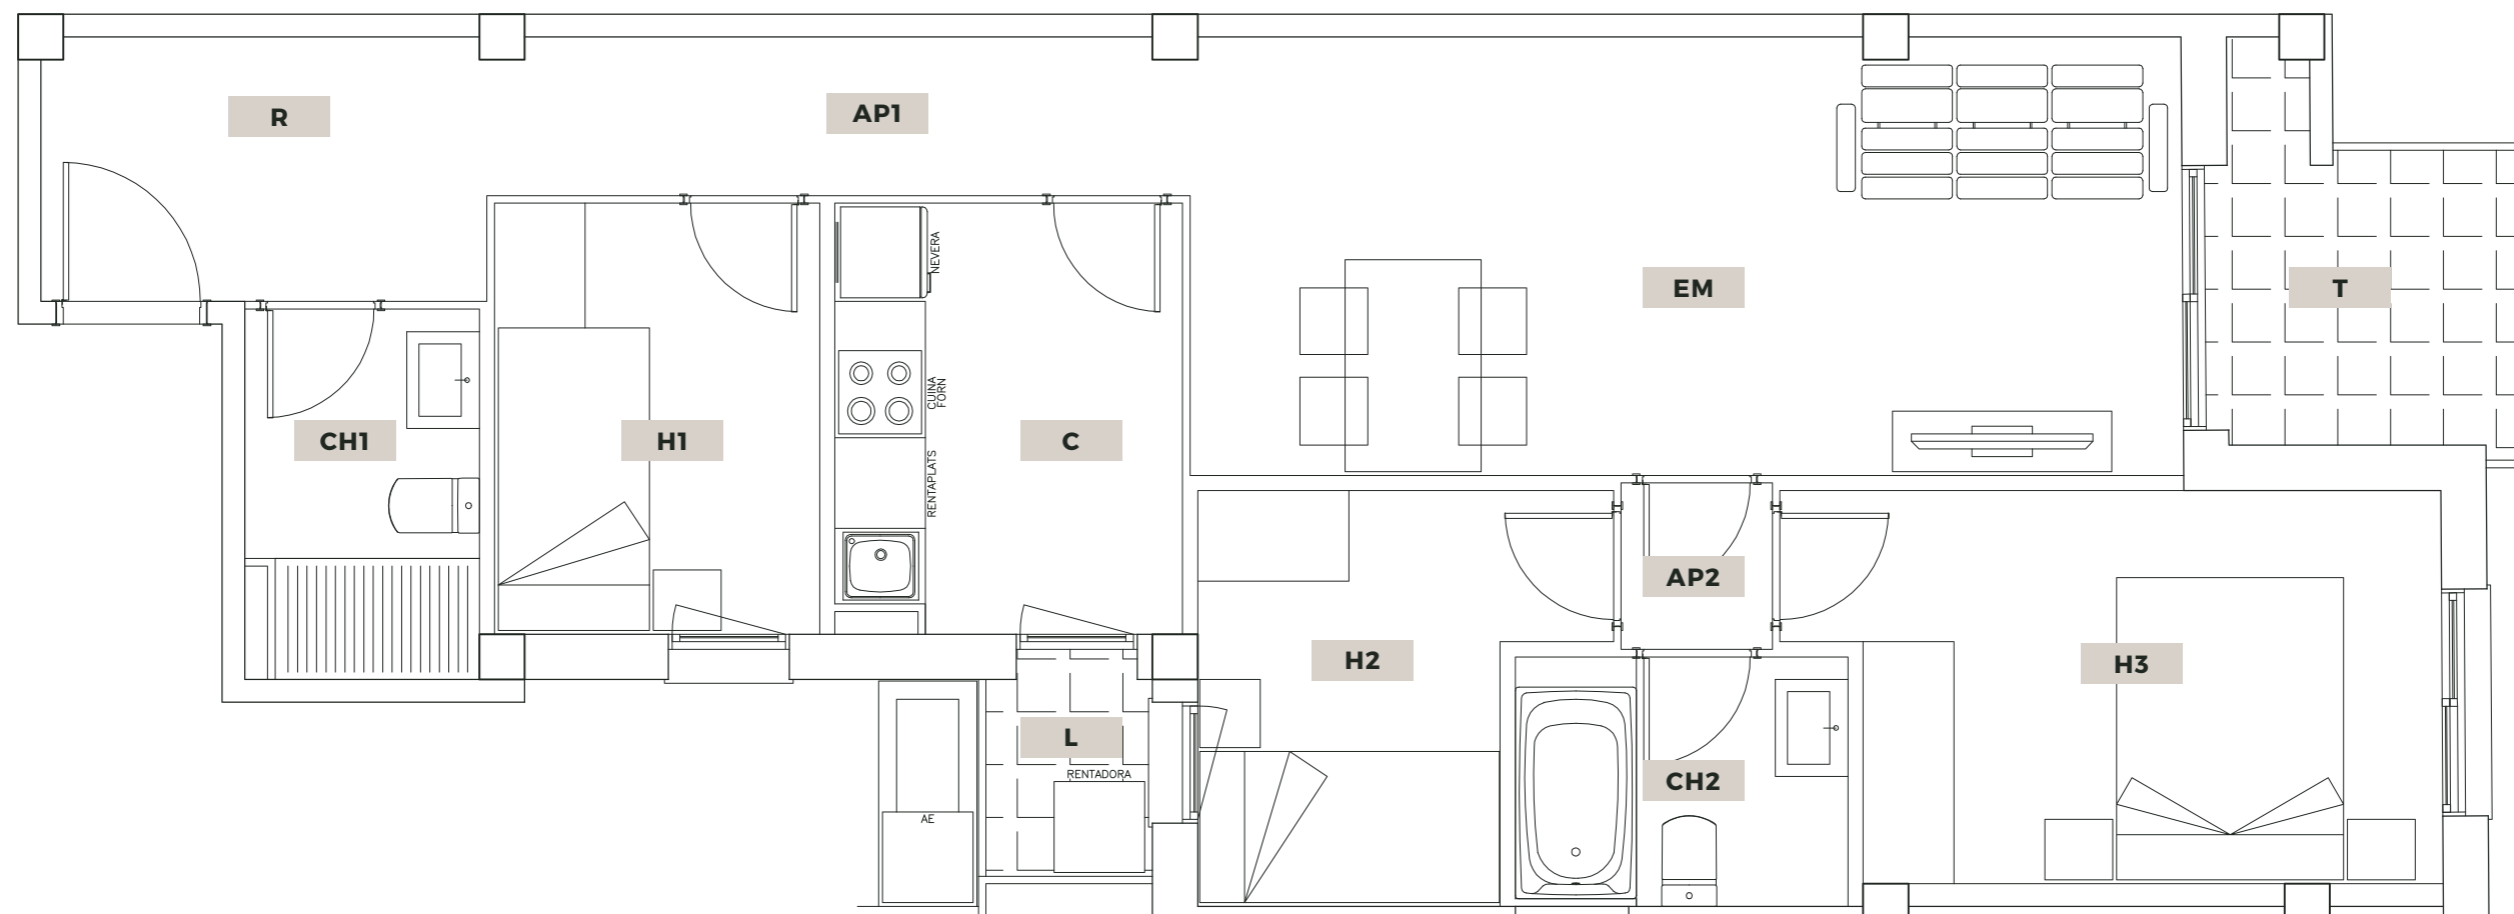 R
AP1
NEVERA
EM
T
CUINA
FORN
CH1
H1
C
RENTAPLATS
AP2
H2
H3
L
RENTADORA
CH2
AE